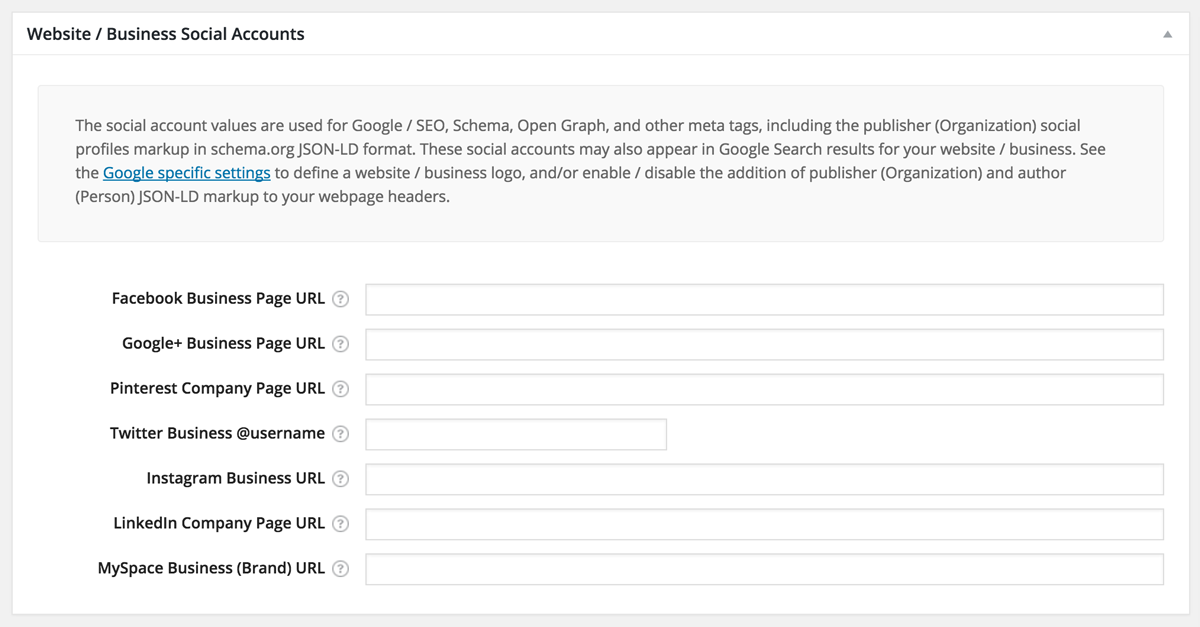 Website / Business Social Accounts
The social account values are used for Google / SEO, Schema, Open Graph, and other meta tags, including the publisher (Organization) social
profiles markup in schema.org JSON-LD format. These social accounts may also appear in Google Search results for your website / business. See
the Google specific settings to define a website / business logo, and/or enable / disable the addition of publisher (Organization) and author
(Person) JSON-LD markup to your webpage headers.
Facebook Business Page URL ?
Google+ Business Page URL ?
Pinterest Company Page URL ?
Twitter Business @username ?
Instagram Business URL ?
LinkedIn Company Page URL ?
MySpace Business (Brand) URL ?